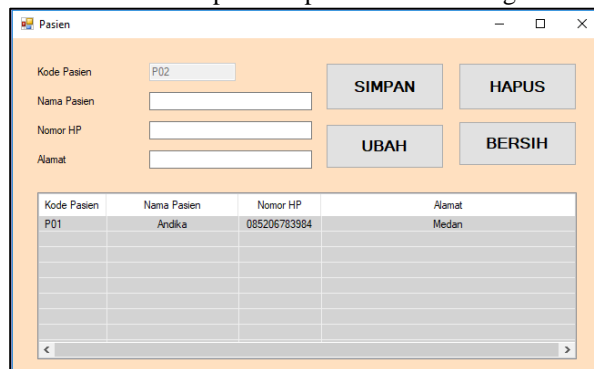 Pasien
Kode Pasien P02
SIMPAN HAPUS
Nama Pasien
Nomor HP
UBAH BERSIH
Alamat
Kode Pasien Nama Pasien Nomor HP Alamat
P01 Andika 085206783984 Medan